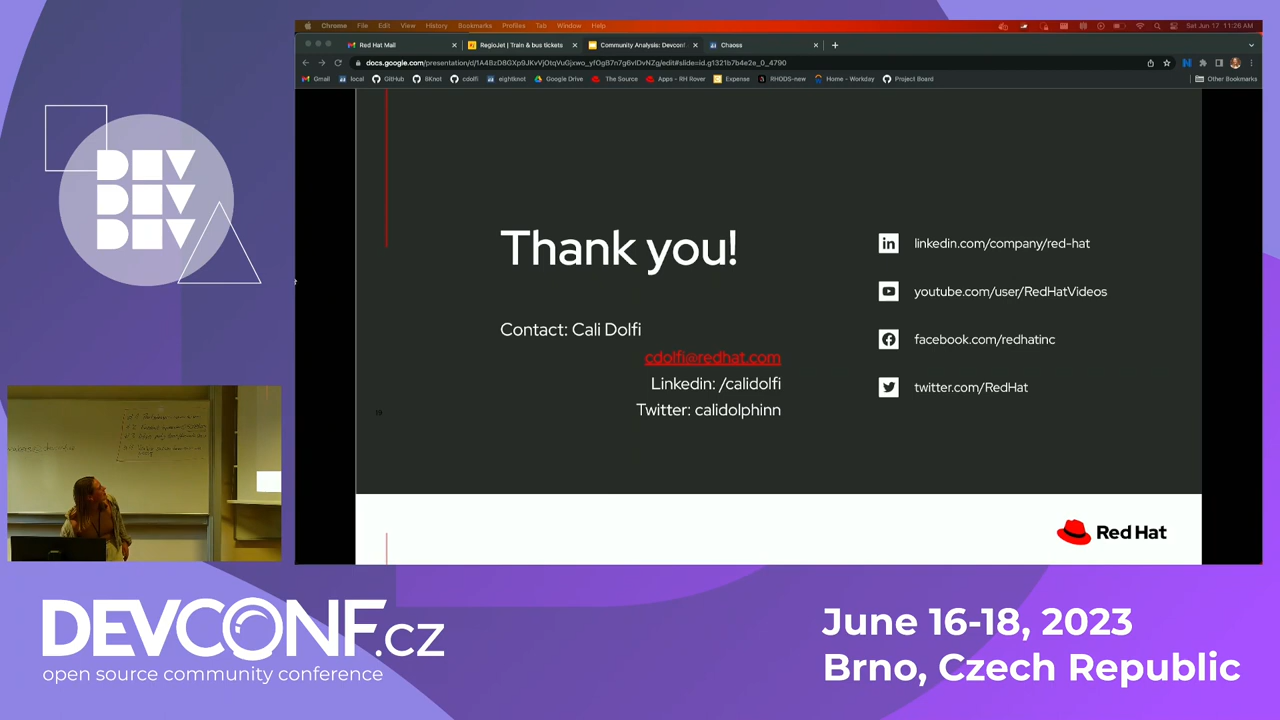 Chrome File Edit View History Bookmarks Profiles Tab Window Help
Sat Jun 17 11:26 AM
Red Hat Mail
RegioJet | Train & bus tickets
Community Analysis: Devconf
Chaoss
docs.google.com/presentation/d/1A4BzD8GXp9JKvVjOtqVuGjxwo_yfOgB7n7g6vlDvNZg/edit#slide=id.g1321b7b4e2e_0_4790
Gmail local GitHub 8Knot cdolfi eightknot Google Drive The Source Apps - RH Rover Expense RHDDS-new Home - Workday Project Board Other Bookmarks
DEV
DEV
DEV
Thank you!
Contact: Cali Dolfi
cdolfi@redhat.com
Linkedin: /calidolfi
Twitter: calidolphinn
linkedin.com/company/red-hat
youtube.com/user/RedHatVideos
facebook.com/redhatinc
twitter.com/RedHat
19
Red Hat
DEVCONF.cz
open source community conference
June 16-18, 2023
Brno, Czech Republic